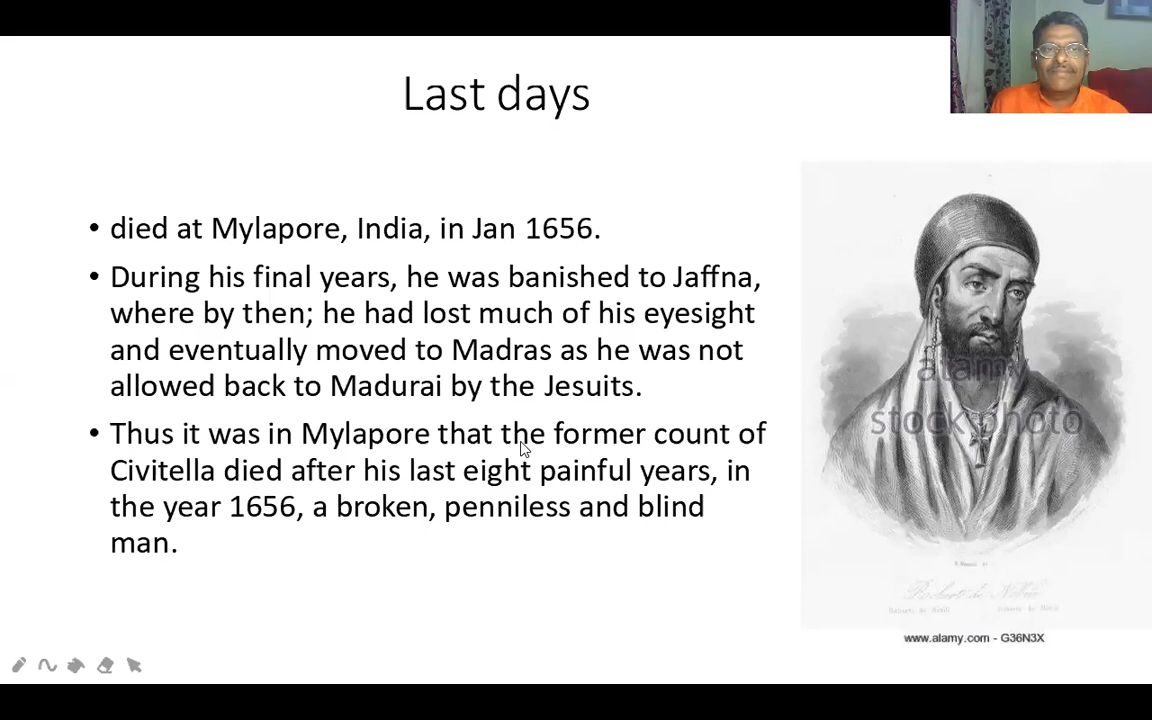 Last days
• died at Mylapore, India, in Jan 1656.
• During his final years, he was banished to Jaffna,
where by then; he had lost much of his eyesight
and eventually moved to Madras as he was not
allowed back to Madurai by the Jesuits.
• Thus it was in Mylapore that the former count of
Civitella died after his last eight painful years, in
the year 1656, a broken, penniless and blind
man.
alamy
stock photo
www.alamy.com - G36N3X